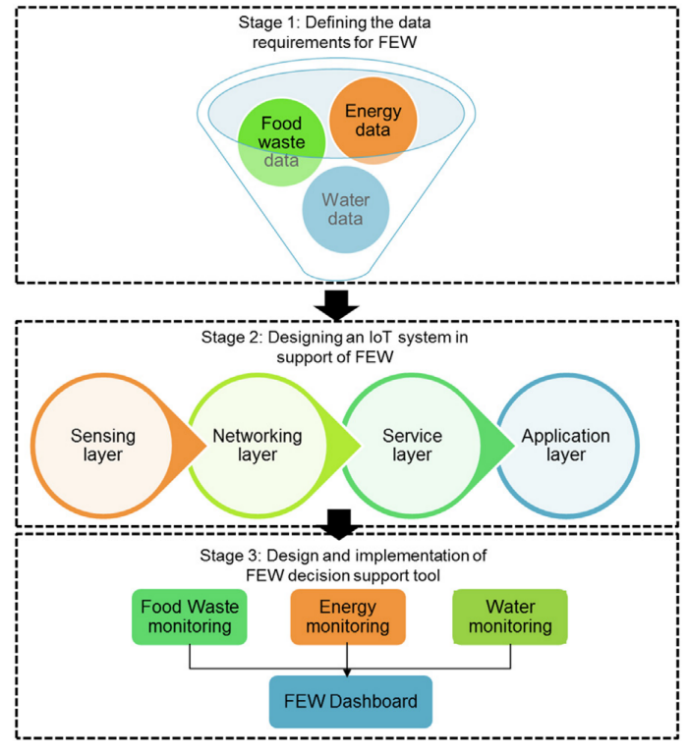 Stage 1: Defining the data
requirements for FEW
Food
waste
data
Energy
data
Water
data
Stage 2: Designing an IoT system in
support of FEW
Sensing
layer
Networking
layer
Service
layer
Application
layer
Stage 3: Design and implementation of
FEW decision support tool
Food Waste
monitoring
Energy
monitoring
Water
monitoring
FEW Dashboard